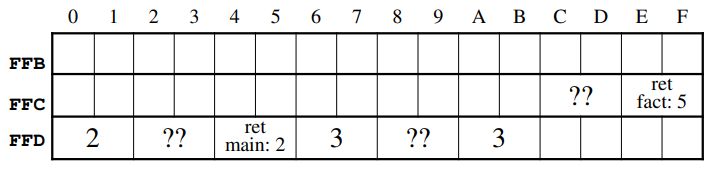 0 1 2 3 4 5 6 7 8 9 A B C D E F
FFB
FFC ?? ret fact: 5
FFD 2 ?? ret main: 2 3 ?? 3